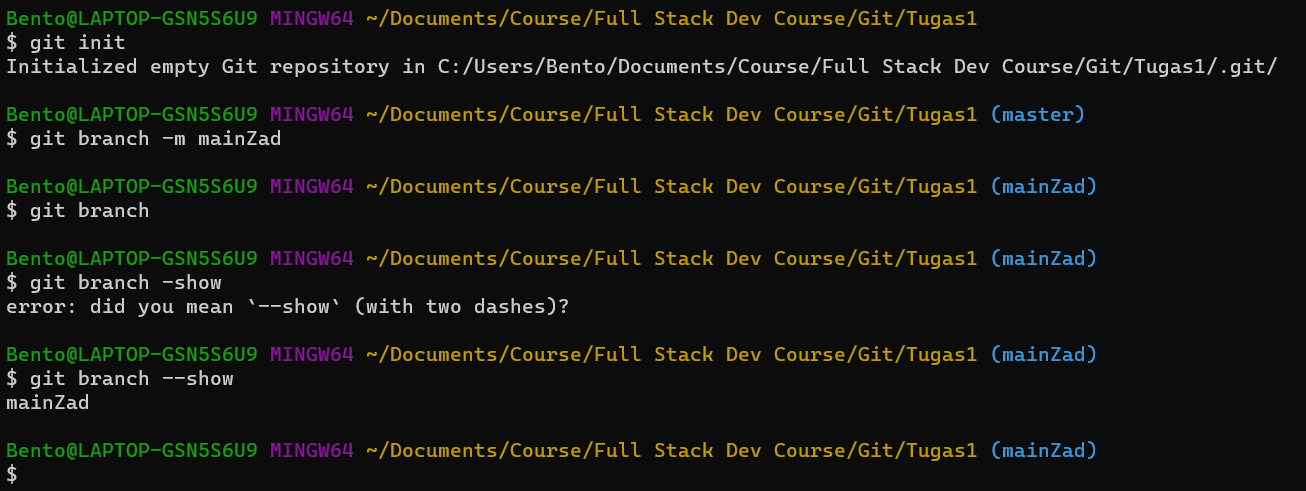 Bento@LAPTOP-GSN5S6U9 MINGW64 ~/Documents/Course/Full Stack Dev Course/Git/Tugas1
$ git init
Initialized empty Git repository in C:/Users/Bento/Documents/Course/Full Stack Dev Course/Git/Tugas1/.git/
Bento@LAPTOP-GSN5S6U9 MINGW64 ~/Documents/Course/Full Stack Dev Course/Git/Tugas1 (master)
$ git branch -m mainZad
Bento@LAPTOP-GSN5S6U9 MINGW64 ~/Documents/Course/Full Stack Dev Course/Git/Tugas1 (mainZad)
$ git branch
Bento@LAPTOP-GSN5S6U9 MINGW64 ~/Documents/Course/Full Stack Dev Course/Git/Tugas1 (mainZad)
$ git branch -show
error: did you mean `--show` (with two dashes)?
Bento@LAPTOP-GSN5S6U9 MINGW64 ~/Documents/Course/Full Stack Dev Course/Git/Tugas1 (mainZad)
$ git branch --show
mainZad
Bento@LAPTOP-GSN5S6U9 MINGW64 ~/Documents/Course/Full Stack Dev Course/Git/Tugas1 (mainZad)
$